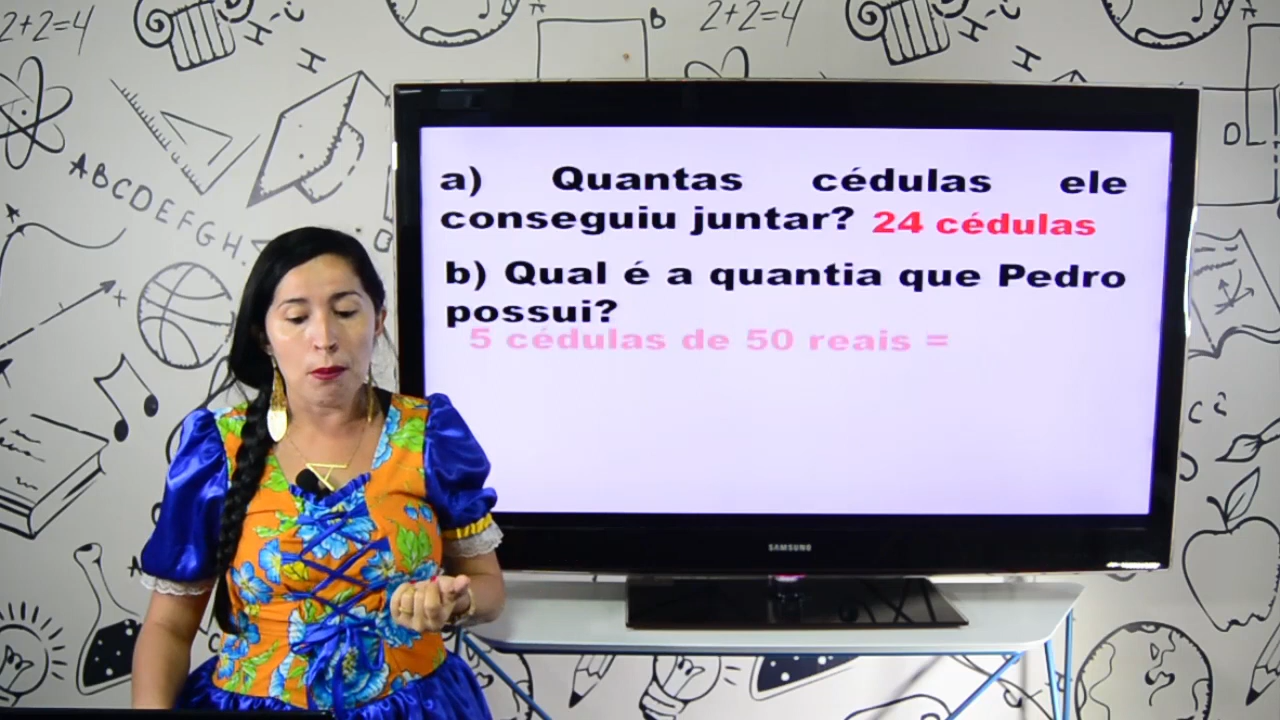 2+2=4
2+2=4
B
ABCDEFGH.
D
a) Quantas cédulas ele
conseguiu juntar? 24 cédulas
b) Qual é a quantia que Pedro
possui?
5 cédulas de 50 reais =
SAMSUNG